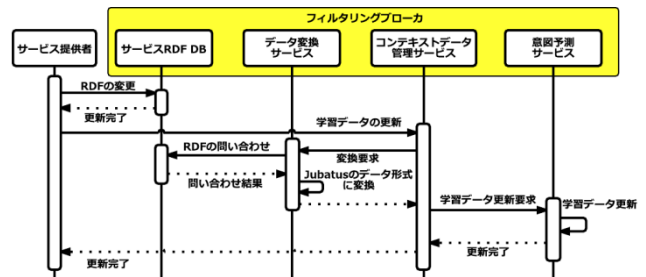 フィルタリングブローカ
サービス提供者
サービスRDF DB
データ変換
サービス
コンテキストデータ
管理サービス
意図予測
サービス
RDFの変更
更新完了
学習データの更新
RDFの問い合わせ
変換要求
問い合わせ結果
Jubatusのデータ形式
に変換
学習データ更新要求
学習データ更新
更新完了
更新完了